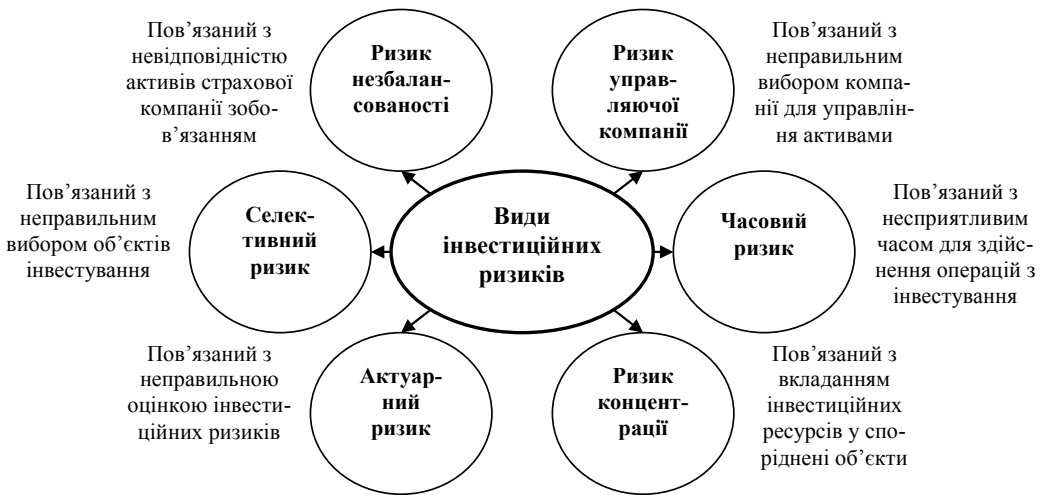 Пов’язаний з
невідповідністю
активів страхової
компанії зобо-
в’язанням
Ризик
незбалан-
сованості
Ризик
управ-
ляючої
компанії
Пов’язаний з
неправильним
вибором компа-
нії для управлін-
ня активами
Пов’язаний з
неправильним
вибором об’єктів
інвестування
Селек-
тивний
ризик
Види
інвестиційних
ризиків
Часовий
ризик
Пов’язаний з
несприятливим
часом для здійс-
нення операцій з
інвестування
Пов’язаний з
неправильною
оцінкою інвести-
ційних ризиків
Актуар-
ний
ризик
Ризик
концент-
рації
Пов’язаний з
вкладанням
інвестиційних
ресурсів у спо-
ріднені об’єкти